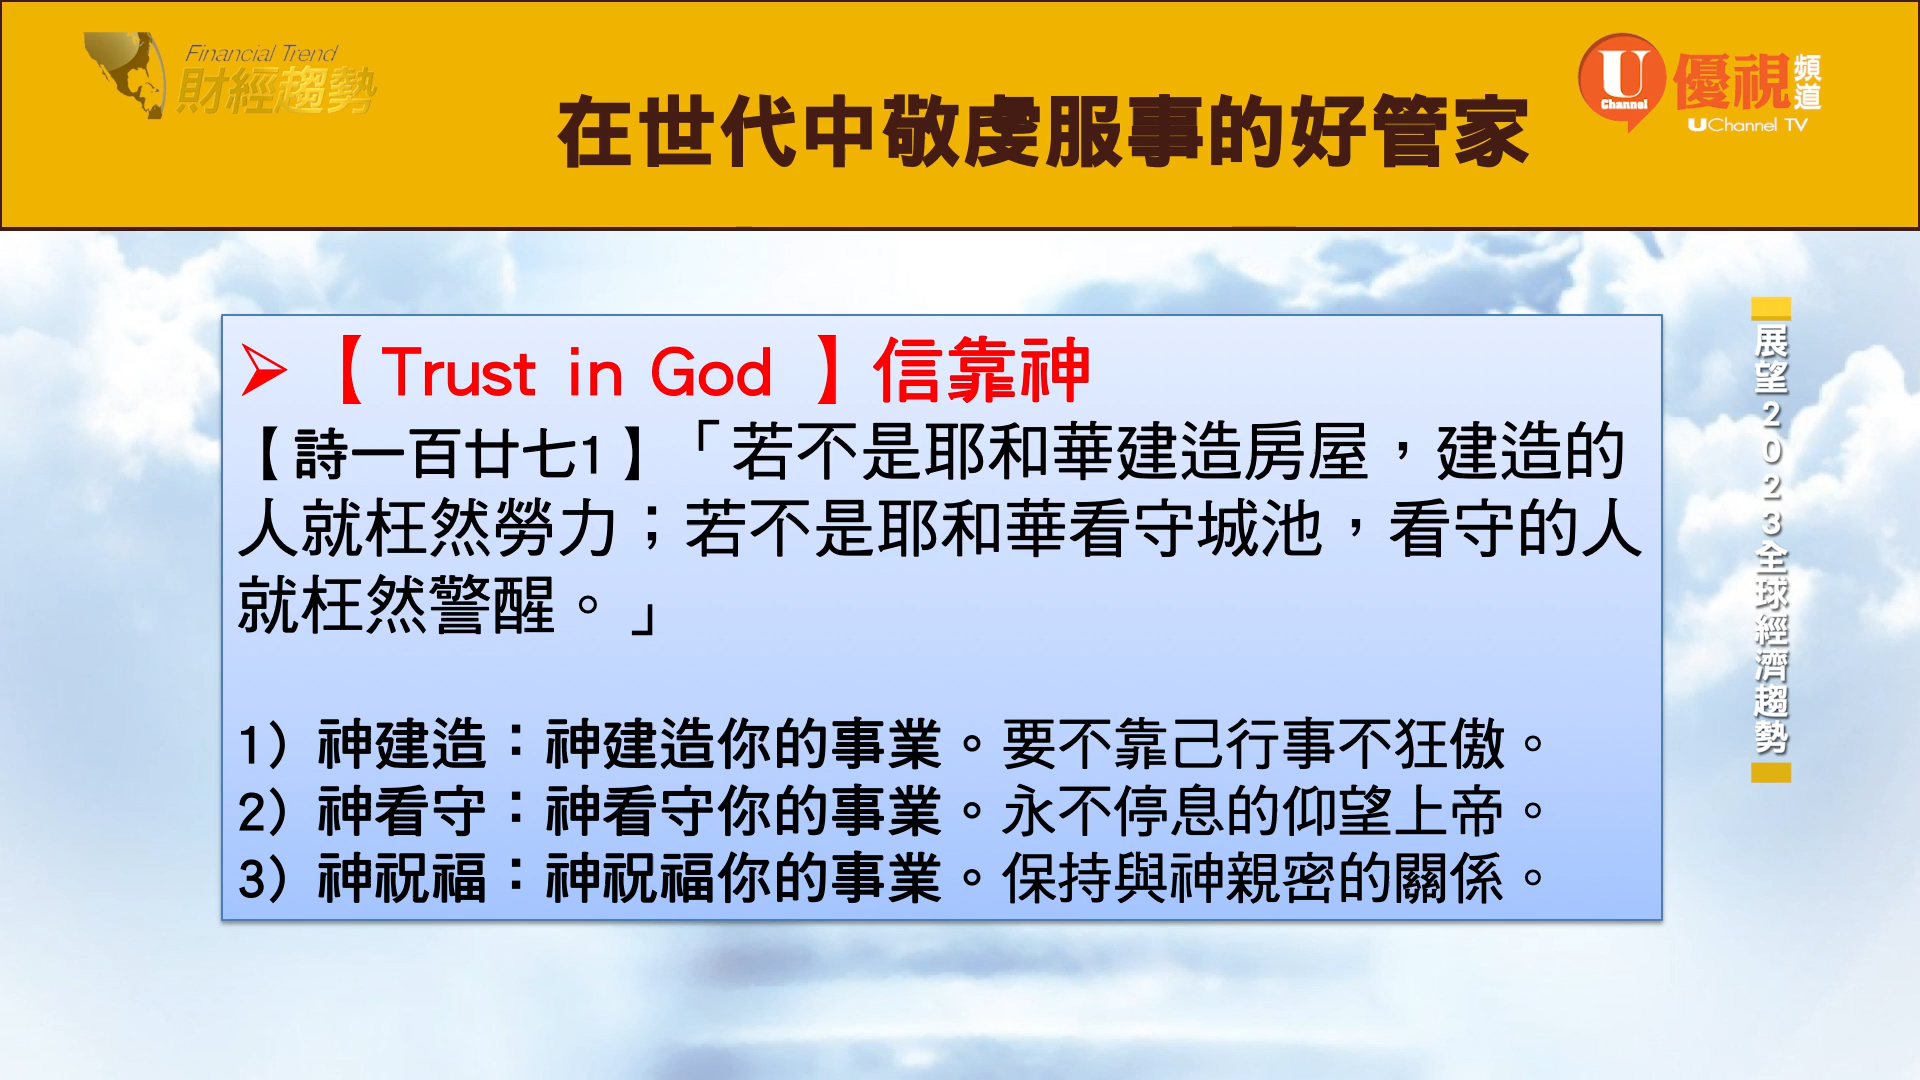 Financial Trend
財經趨勢
在世代中敬虔服事的好管家
U Channel
優視頻道
UChannel TV
➢【Trust in God 】信靠神
【詩一百廿七1】「若不是耶和華建造房屋，建造的
人就枉然勞力；若不是耶和華看守城池，看守的人
就枉然警醒。」
1) 神建造：神建造你的事業。要不靠己行事不狂傲。
2) 神看守：神看守你的事業。永不停息的仰望上帝。
3) 神祝福：神祝福你的事業。保持與神親密的關係。
展望2023全球經濟趨勢